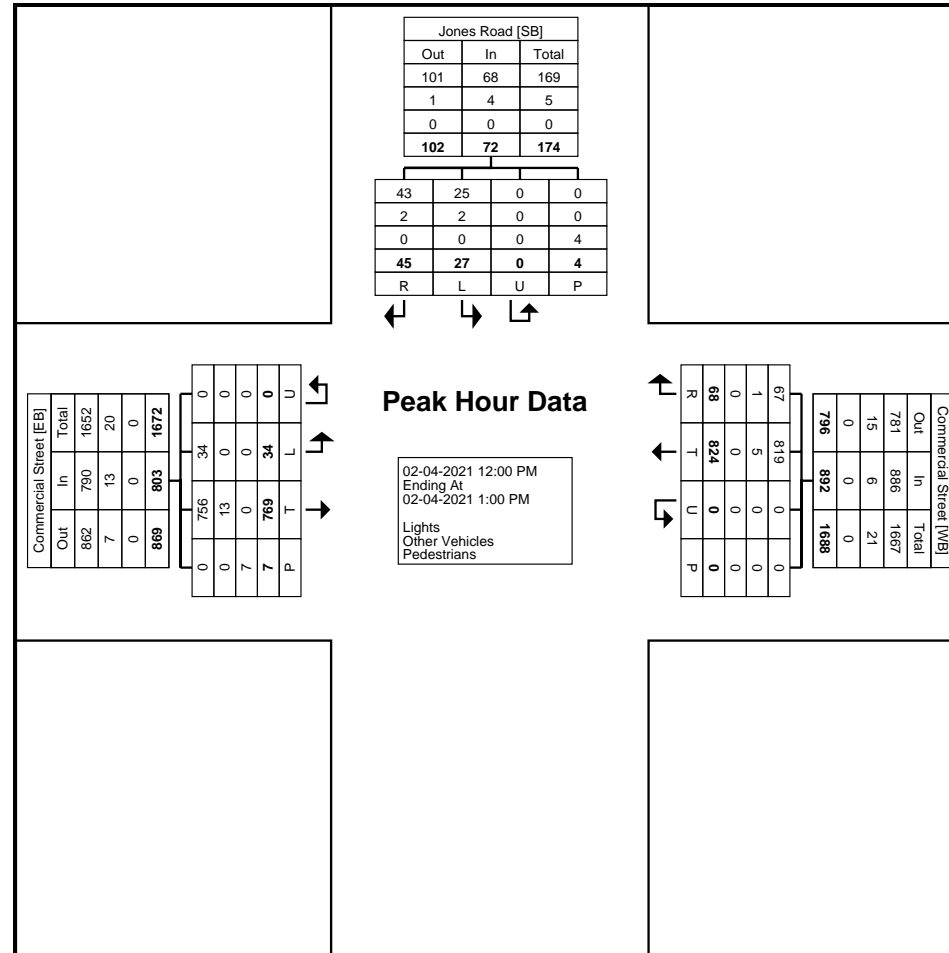 Jones Road [SB]
Out In Total
101 68 169
1 4 5
0 0 0
102 72 174
43 25 0 0
2 2 0 0
0 0 0 4
45 27 0 4
R L U P
Commercial Street [EB]
Total In Out
1652 790 862
20 13 7
0 0 0
1672 803 869
0 34 756 0
0 0 13 0
0 0 0 7
0 34 769 7
U L T P
Peak Hour Data
02-04-2021 12:00 PM
Ending At
02-04-2021 1:00 PM
Lights
Other Vehicles
Pedestrians
R T U P
68 824 0 0
0 0 0 0
1 5 0 0
67 819 0 0
Commercial Street [WB]
Out In Total
781 886 1667
15 6 21
0 0 0
796 892 1688